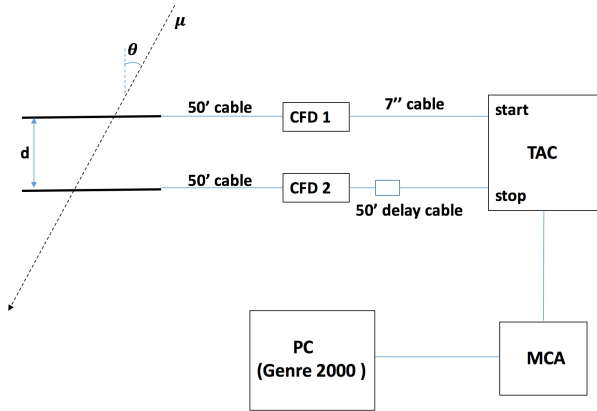 μ
θ
50' cable
CFD 1
7'' cable
start
TAC
d
50' cable
CFD 2
50' delay cable
stop
PC
(Genre 2000 )
MCA